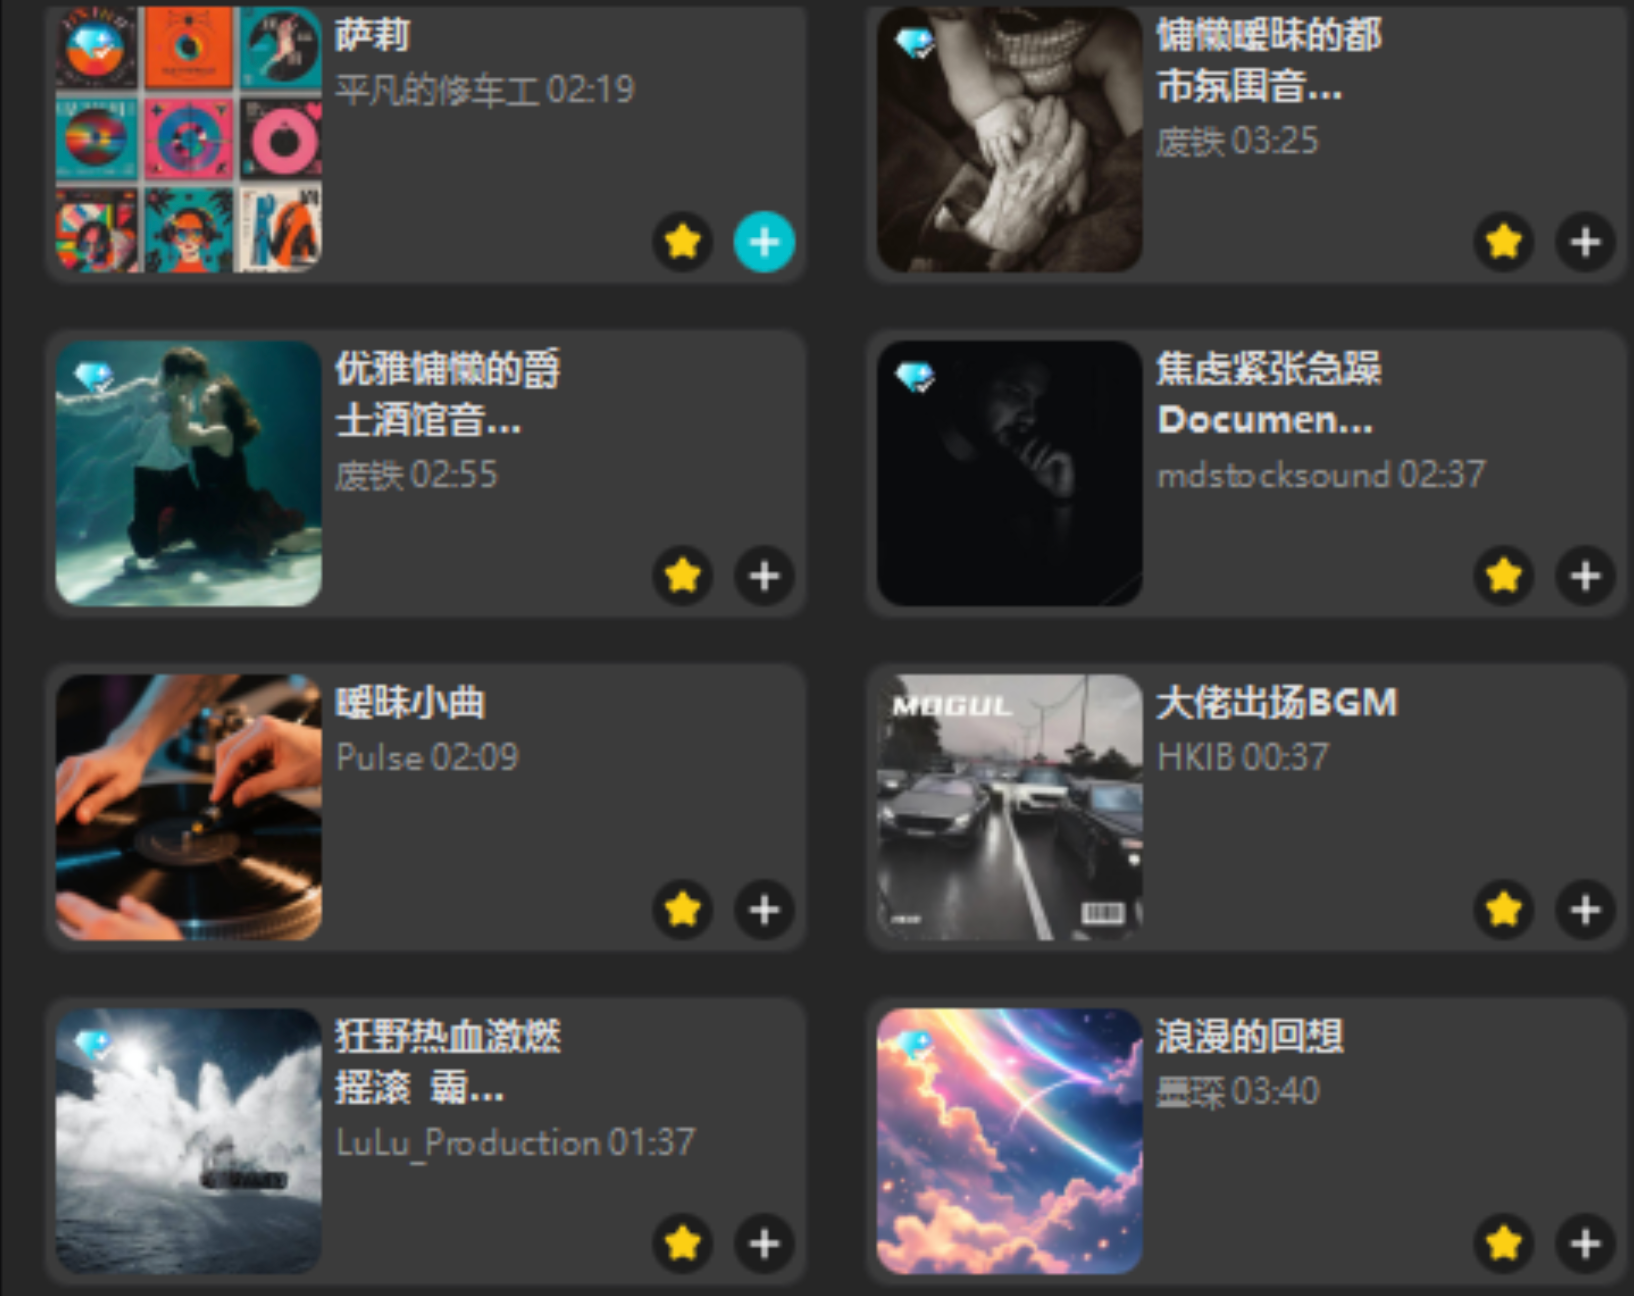 萨莉
平凡的修车工 02:19
慵懒暧昧的都
市氛围音...
废铁 03:25
优雅慵懒的爵
士酒馆音...
废铁 02:55
焦虑紧张急躁
Documen...
mdstocksound 02:37
暧昧小曲
Pulse 02:09
MOGUL
大佬出场BGM
HKIB 00:37
狂野热血激燃
摇滚 霸...
LuLu_Production 01:37
浪漫的回想
墨琛 03:40